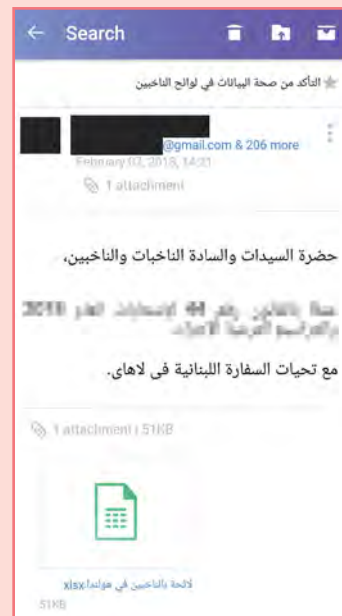 Search
التأكد من صحة البيانات في لوائح الناخبين
@gmail.com & 206 more
February 07, 2018, 14:21
1 attachment
حضرة السيدات والسادة الناخبات والناخبين،
مع تحيات السفارة اللبنانية في لاهاي.
1 attachment | 51KB
لائحة بالناخبين في هولندا.xlsx
51KB